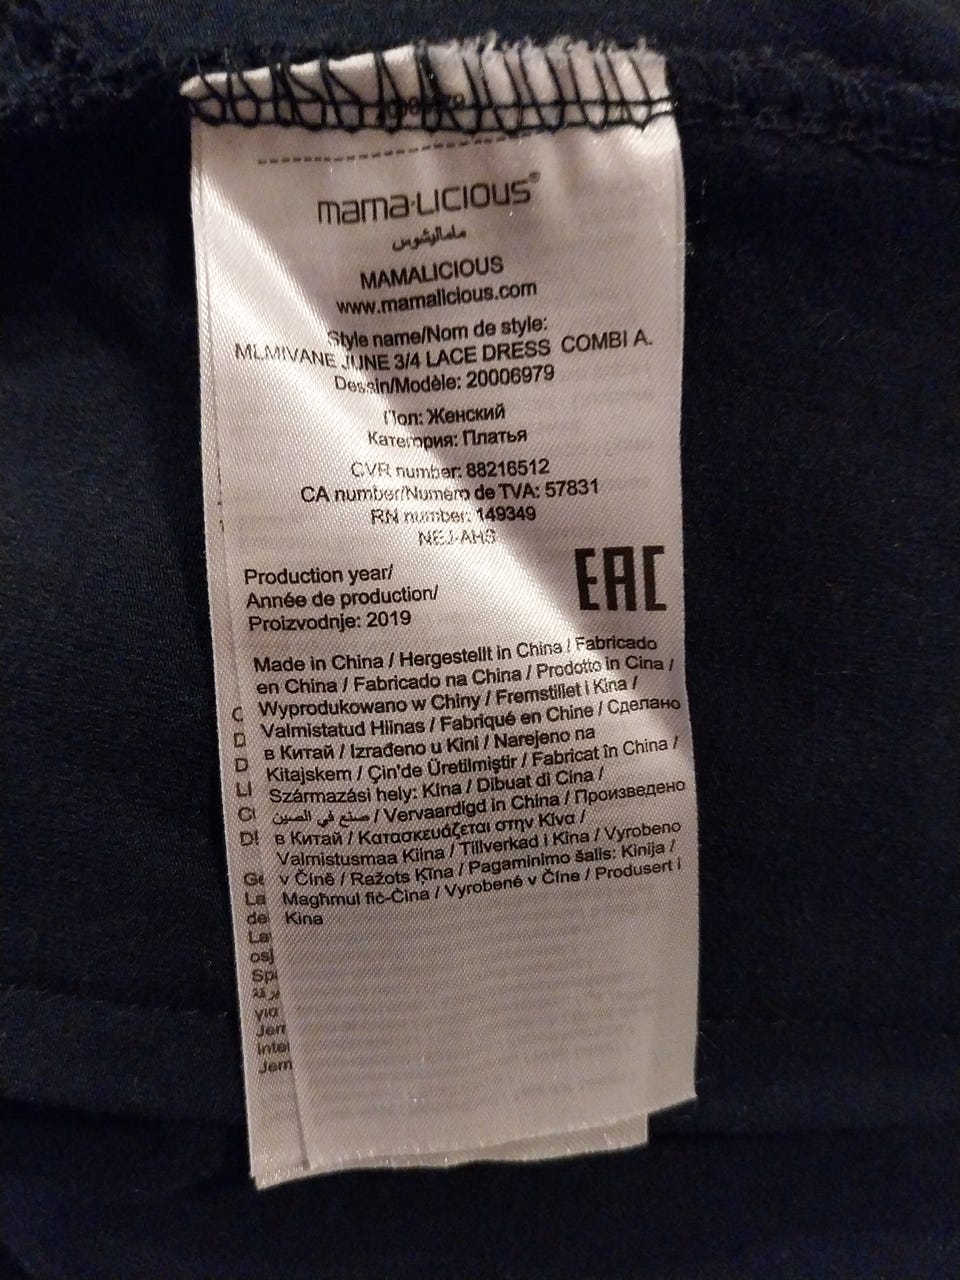 mama·LICIOUS®
ماماليشوس
MAMALICIOUS
www.mamalicious.com
Style name/Nom de style:
MLMIVANE JUNE 3/4 LACE DRESS COMBI A.
Dessin/Modèle: 20006979
Пол: Женский
Категория: Платья
CVR number: 88216512
CA number/Numéro de TVA: 57831
RN number: 149349
NEJ-AHS
EAC
Production year/
Année de production/
Proizvodnje: 2019
Made in China / Hergestellt in China / Fabricado
en China / Fabricado na China / Prodotto in Cina /
Wyprodukowano w Chiny / Fremstillet i Kina /
Valmistatud Hiinas / Fabriqué en Chine / Сделано
в Китай / Izrađeno u Kini / Narejeno na
Kitajskem / Çin'de Üretilmiştir / Fabricat în China /
Származási hely: Kína / Dibuat di Cina /
صنع في الصين / Vervaardigd in China / Произведено
в Китай / Κατασκευάζεται στην Κίνα /
Valmistusmaa Kiina / Tillverkad i Kina / Vyrobeno
v Číně / Ražots Ķīna / Pagaminimo šalis: Kinija /
Magħmul fiċ-Ċina / Vyrobené v Číne / Produsert i
Kina